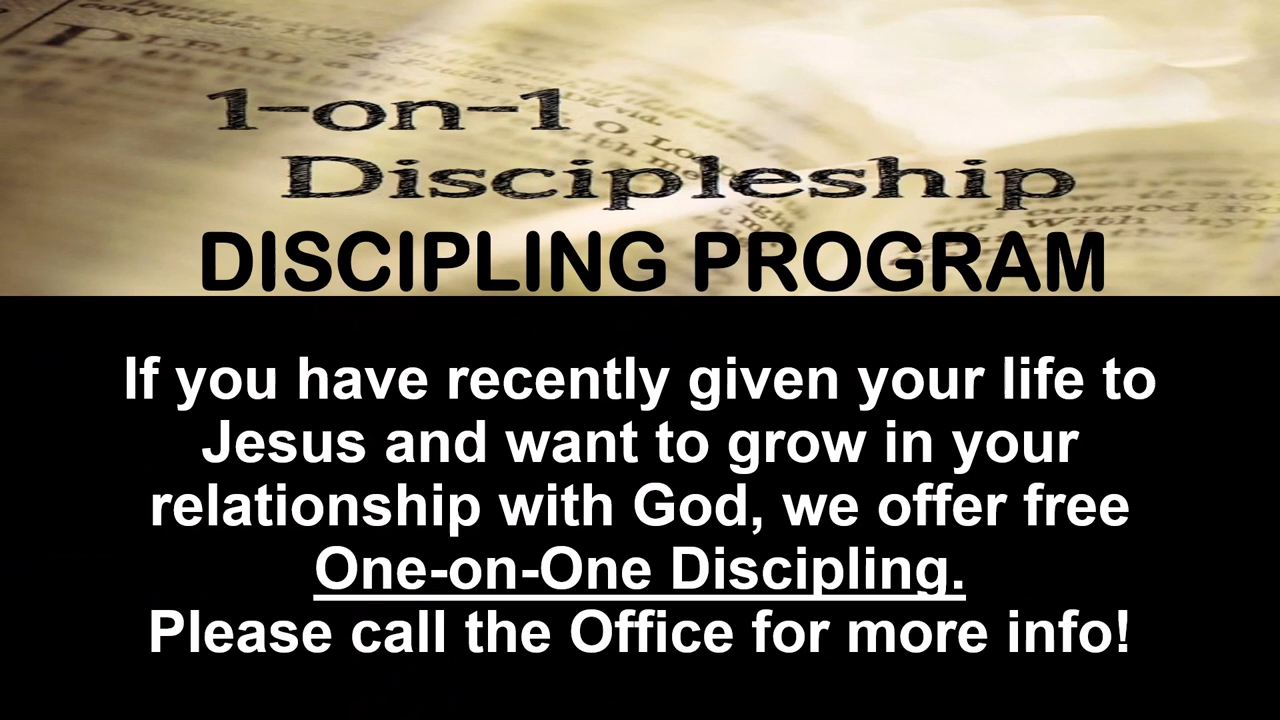 1-on-1
Discipleship
DISCIPLING PROGRAM
If you have recently given your life to
Jesus and want to grow in your
relationship with God, we offer free
One-on-One Discipling.
Please call the Office for more info!